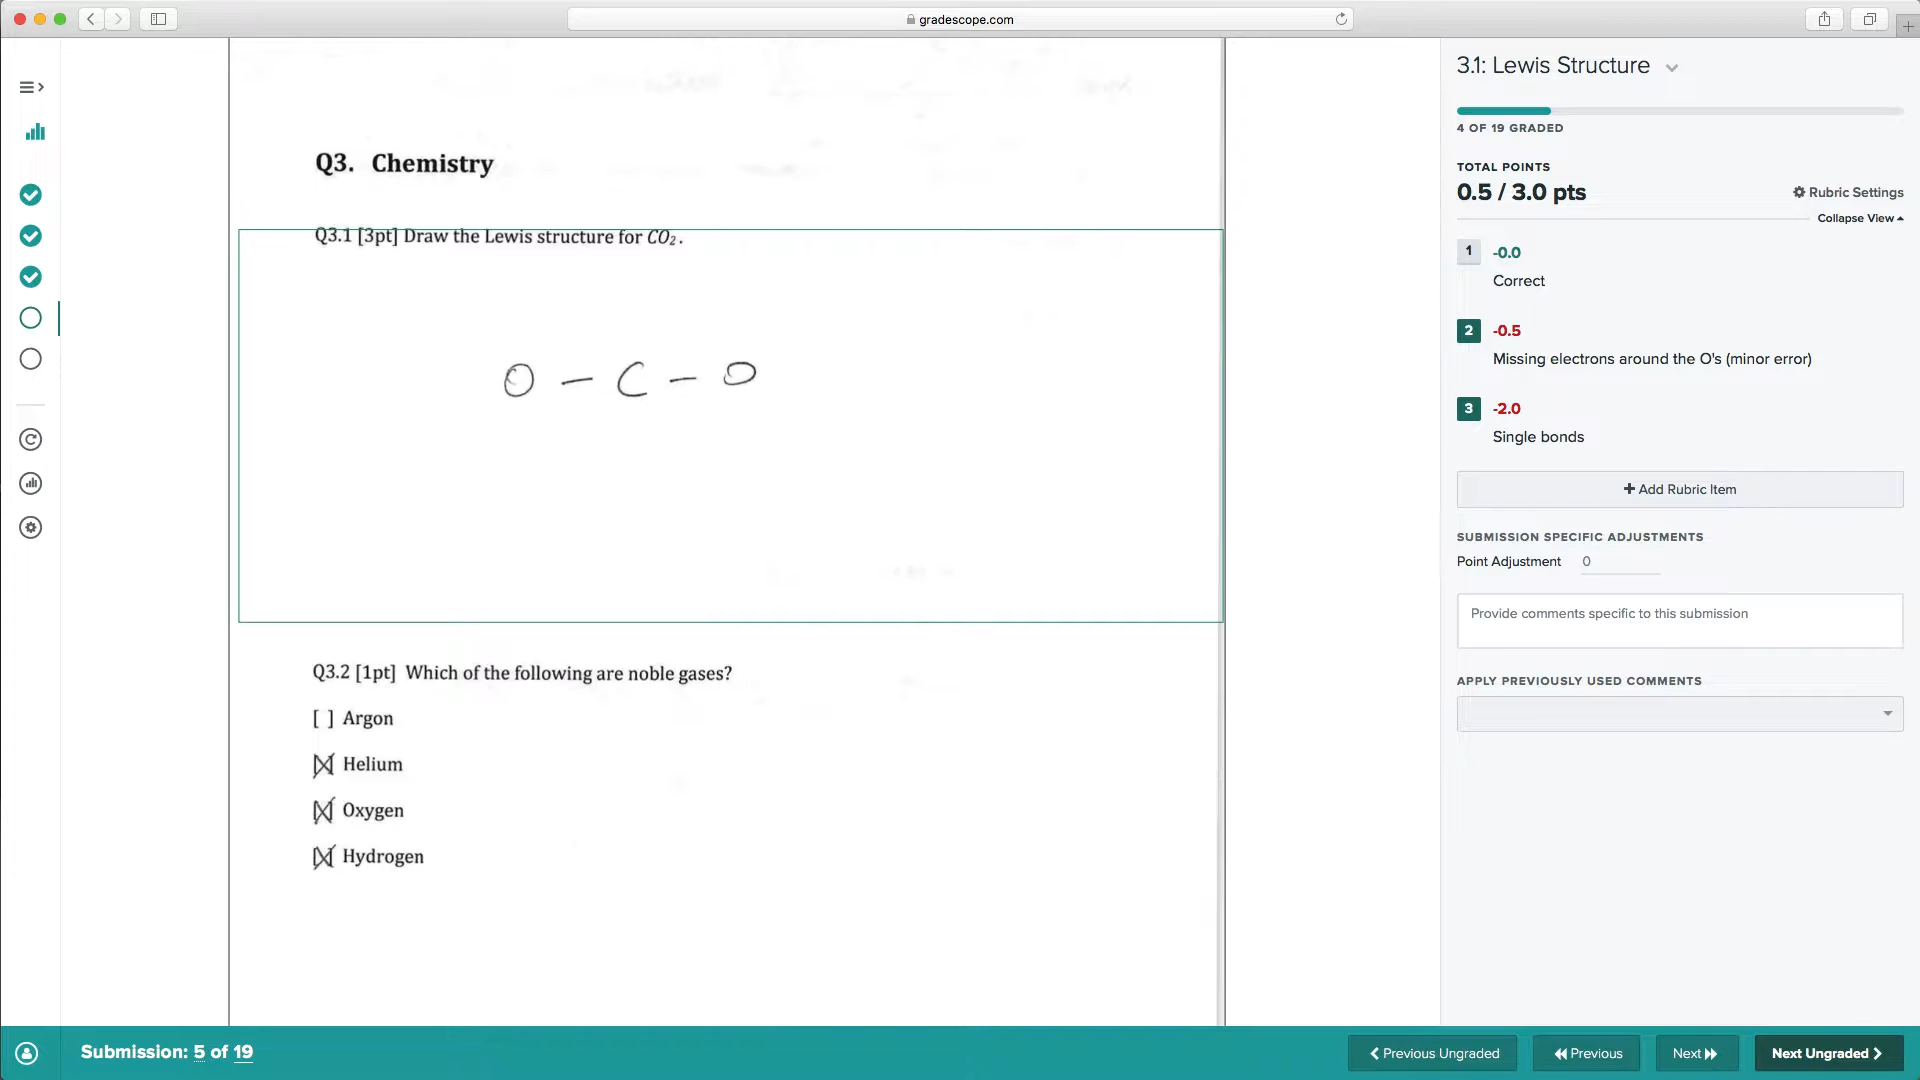 gradescope.com
Q3. Chemistry
Q3.1 [3pt] Draw the Lewis structure for CO₂.
O – C – O
Q3.2 [1pt] Which of the following are noble gases?
[ ] Argon
[X] Helium
[X] Oxygen
[X] Hydrogen
3.1: Lewis Structure
4 OF 19 GRADED
TOTAL POINTS
0.5 / 3.0 pts
Rubric Settings
Collapse View
1 -0.0
Correct
2 -0.5
Missing electrons around the O's (minor error)
3 -2.0
Single bonds
+ Add Rubric Item
SUBMISSION SPECIFIC ADJUSTMENTS
Point Adjustment 0
Provide comments specific to this submission
APPLY PREVIOUSLY USED COMMENTS
Submission: 5 of 19
Previous Ungraded
Previous
Next
Next Ungraded